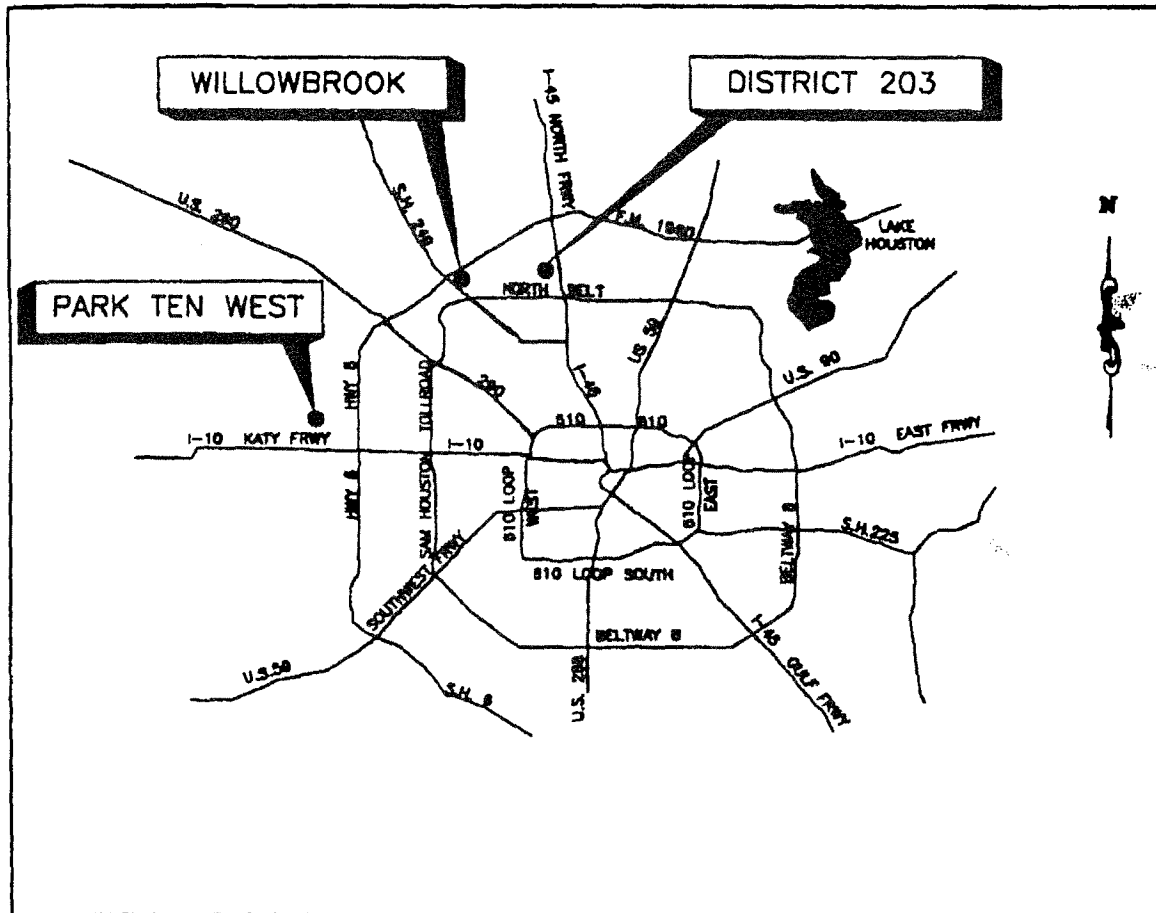 WILLOWBROOK
DISTRICT 203
I-45 NORTH FRWY
U.S. 290
S.H. 249
F.M. 1960
LAKE
HOUSTON
N
PARK TEN WEST
NORTH BELT
US 59
U.S. 90
HWY 6
SAM HOUSTON TOLLROAD
290
I-45
610
610
I-10 KATY FRWY
I-10
I-10 EAST FRWY
HWY 6
610 LOOP
WEST
610 LOOP
EAST
BELTWAY 8
S.H.225
SOUTHWEST FRWY
610 LOOP SOUTH
BELTWAY 8
I-45 GULF FRWY
U.S.59
S.H. 6
U.S. 288